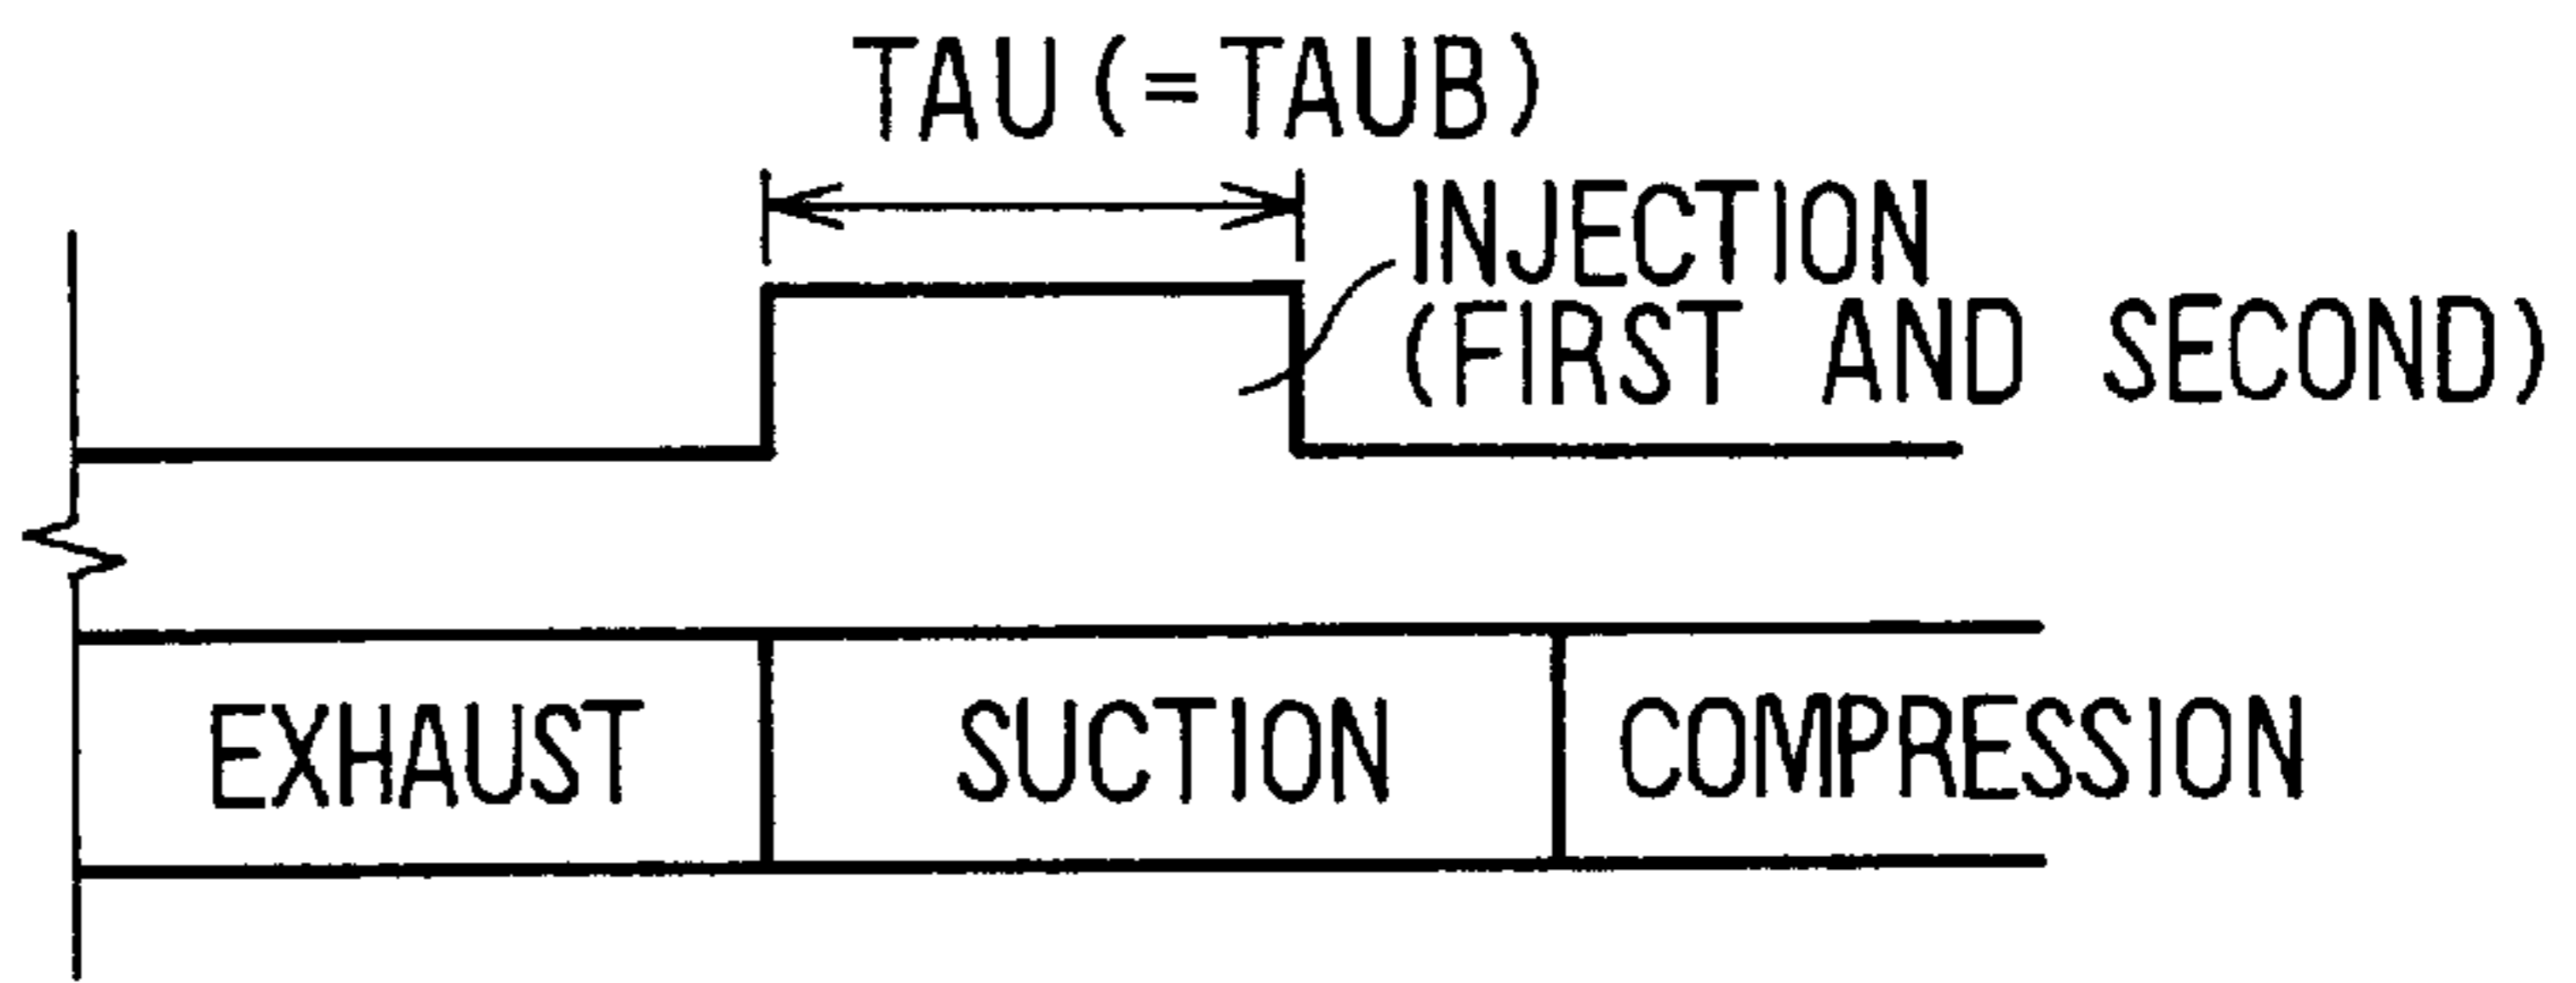 TAU (=TAUB)
INJECTION
(FIRST AND SECOND)
EXHAUST
SUCTION
COMPRESSION